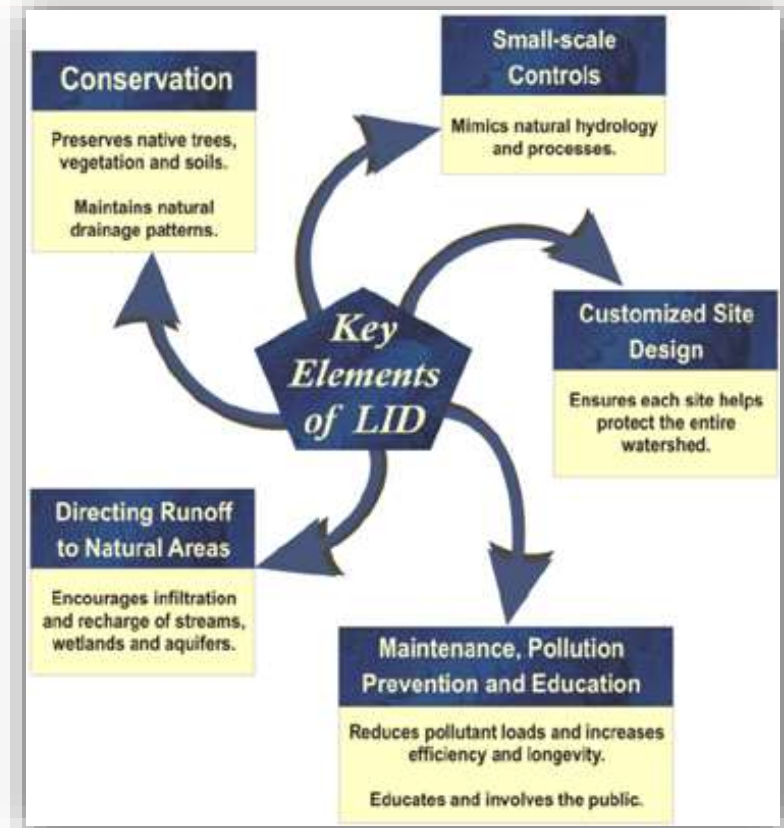 Conservation
Preserves native trees,
vegetation and soils.
Maintains natural
drainage patterns.
Small-scale
Controls
Mimics natural hydrology
and processes.
Key
Elements
of LID
Customized Site
Design
Ensures each site helps
protect the entire
watershed.
Directing Runoff
to Natural Areas
Encourages infiltration
and recharge of streams,
wetlands and aquifers.
Maintenance, Pollution
Prevention and Education
Reduces pollutant loads and increases
efficiency and longevity.
Educates and involves the public.